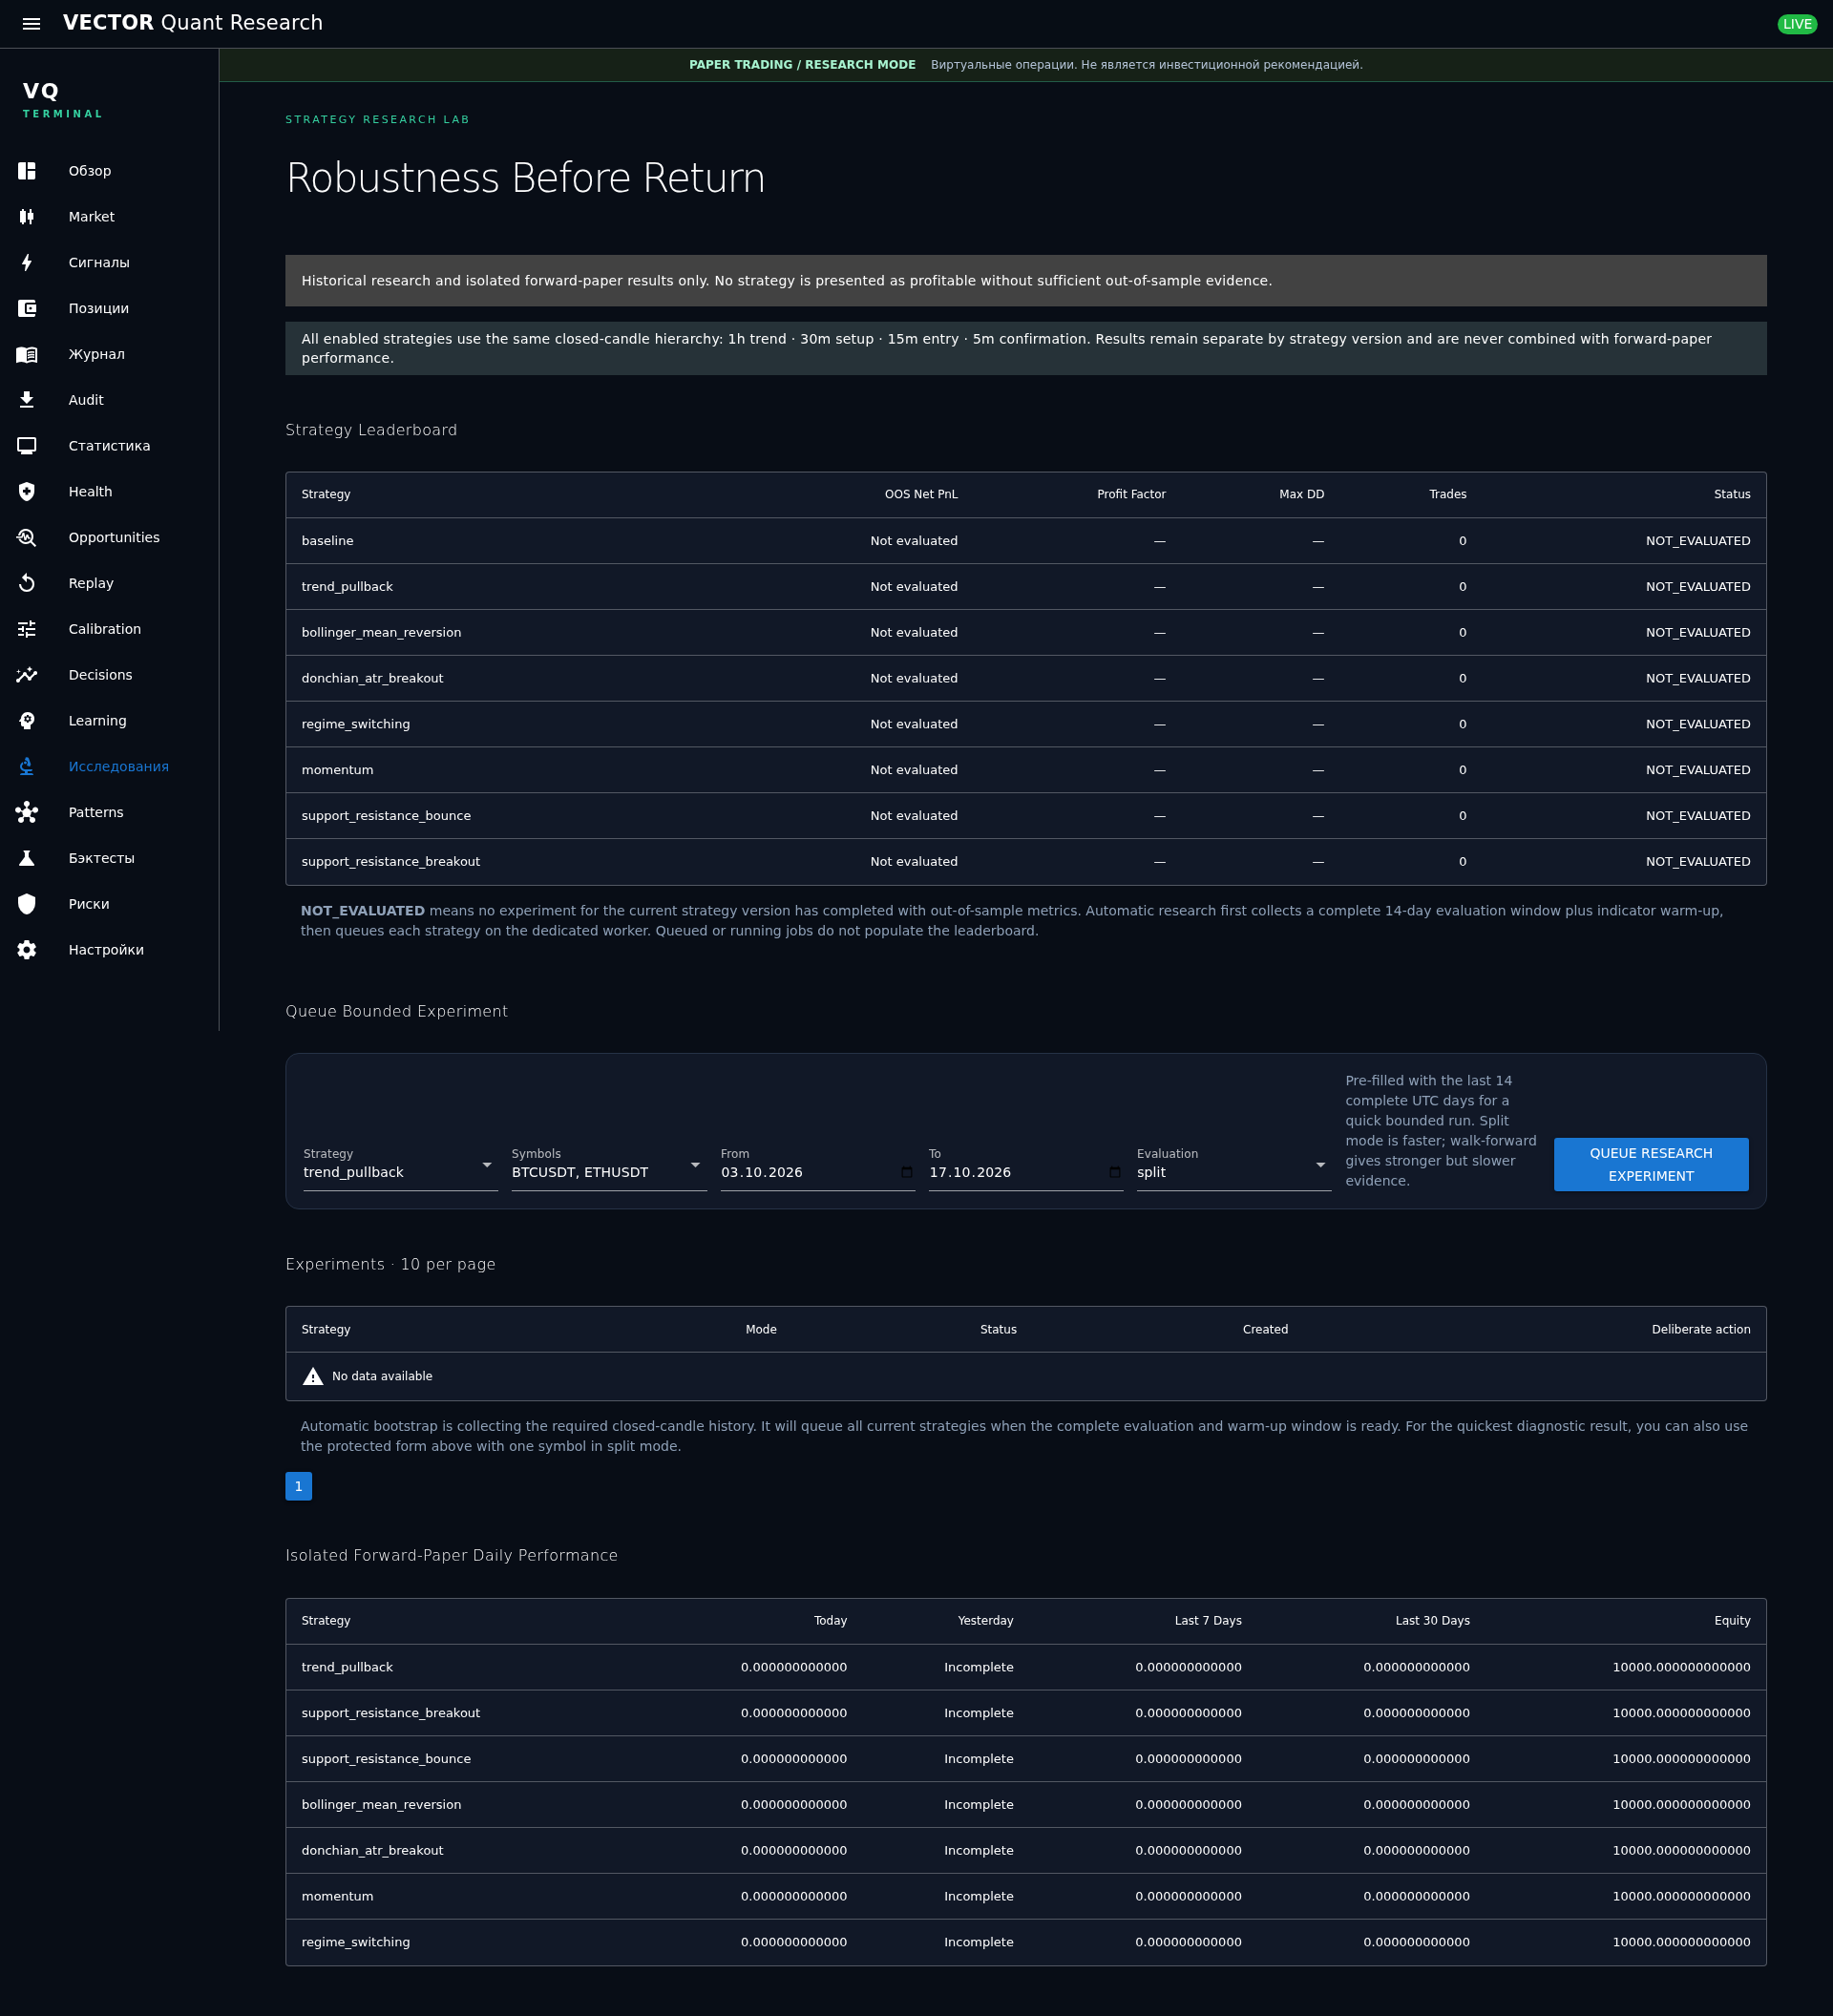 VECTOR Quant Research
LIVE
PAPER TRADING / RESEARCH MODE Виртуальные операции. Не является инвестиционной рекомендацией.
VQ
TERMINAL
Обзор
Market
Сигналы
Позиции
Журнал
Audit
Статистика
Health
Opportunities
Replay
Calibration
Decisions
Learning
Исследования
Patterns
Бэктесты
Риски
Настройки
STRATEGY RESEARCH LAB
Robustness Before Return
Historical research and isolated forward-paper results only. No strategy is presented as profitable without sufficient out-of-sample evidence.
All enabled strategies use the same closed-candle hierarchy: 1h trend · 30m setup · 15m entry · 5m confirmation. Results remain separate by strategy version and are never combined with forward-paper
performance.
Strategy Leaderboard
Strategy OOS Net PnL Profit Factor Max DD Trades Status
baseline Not evaluated — — 0 NOT_EVALUATED
trend_pullback Not evaluated — — 0 NOT_EVALUATED
bollinger_mean_reversion Not evaluated — — 0 NOT_EVALUATED
donchian_atr_breakout Not evaluated — — 0 NOT_EVALUATED
regime_switching Not evaluated — — 0 NOT_EVALUATED
momentum Not evaluated — — 0 NOT_EVALUATED
support_resistance_bounce Not evaluated — — 0 NOT_EVALUATED
support_resistance_breakout Not evaluated — — 0 NOT_EVALUATED
NOT_EVALUATED means no experiment for the current strategy version has completed with out-of-sample metrics. Automatic research first collects a complete 14-day evaluation window plus indicator warm-up,
then queues each strategy on the dedicated worker. Queued or running jobs do not populate the leaderboard.
Queue Bounded Experiment
Strategy
trend_pullback
Symbols
BTCUSDT, ETHUSDT
From
03.10.2026
To
17.10.2026
Evaluation
split
Pre-filled with the last 14
complete UTC days for a
quick bounded run. Split
mode is faster; walk-forward
gives stronger but slower
evidence.
QUEUE RESEARCH
EXPERIMENT
Experiments · 10 per page
Strategy Mode Status Created Deliberate action
No data available
Automatic bootstrap is collecting the required closed-candle history. It will queue all current strategies when the complete evaluation and warm-up window is ready. For the quickest diagnostic result, you can also use
the protected form above with one symbol in split mode.
1
Isolated Forward-Paper Daily Performance
Strategy Today Yesterday Last 7 Days Last 30 Days Equity
trend_pullback 0.000000000000 Incomplete 0.000000000000 0.000000000000 10000.000000000000
support_resistance_breakout 0.000000000000 Incomplete 0.000000000000 0.000000000000 10000.000000000000
support_resistance_bounce 0.000000000000 Incomplete 0.000000000000 0.000000000000 10000.000000000000
bollinger_mean_reversion 0.000000000000 Incomplete 0.000000000000 0.000000000000 10000.000000000000
donchian_atr_breakout 0.000000000000 Incomplete 0.000000000000 0.000000000000 10000.000000000000
momentum 0.000000000000 Incomplete 0.000000000000 0.000000000000 10000.000000000000
regime_switching 0.000000000000 Incomplete 0.000000000000 0.000000000000 10000.000000000000